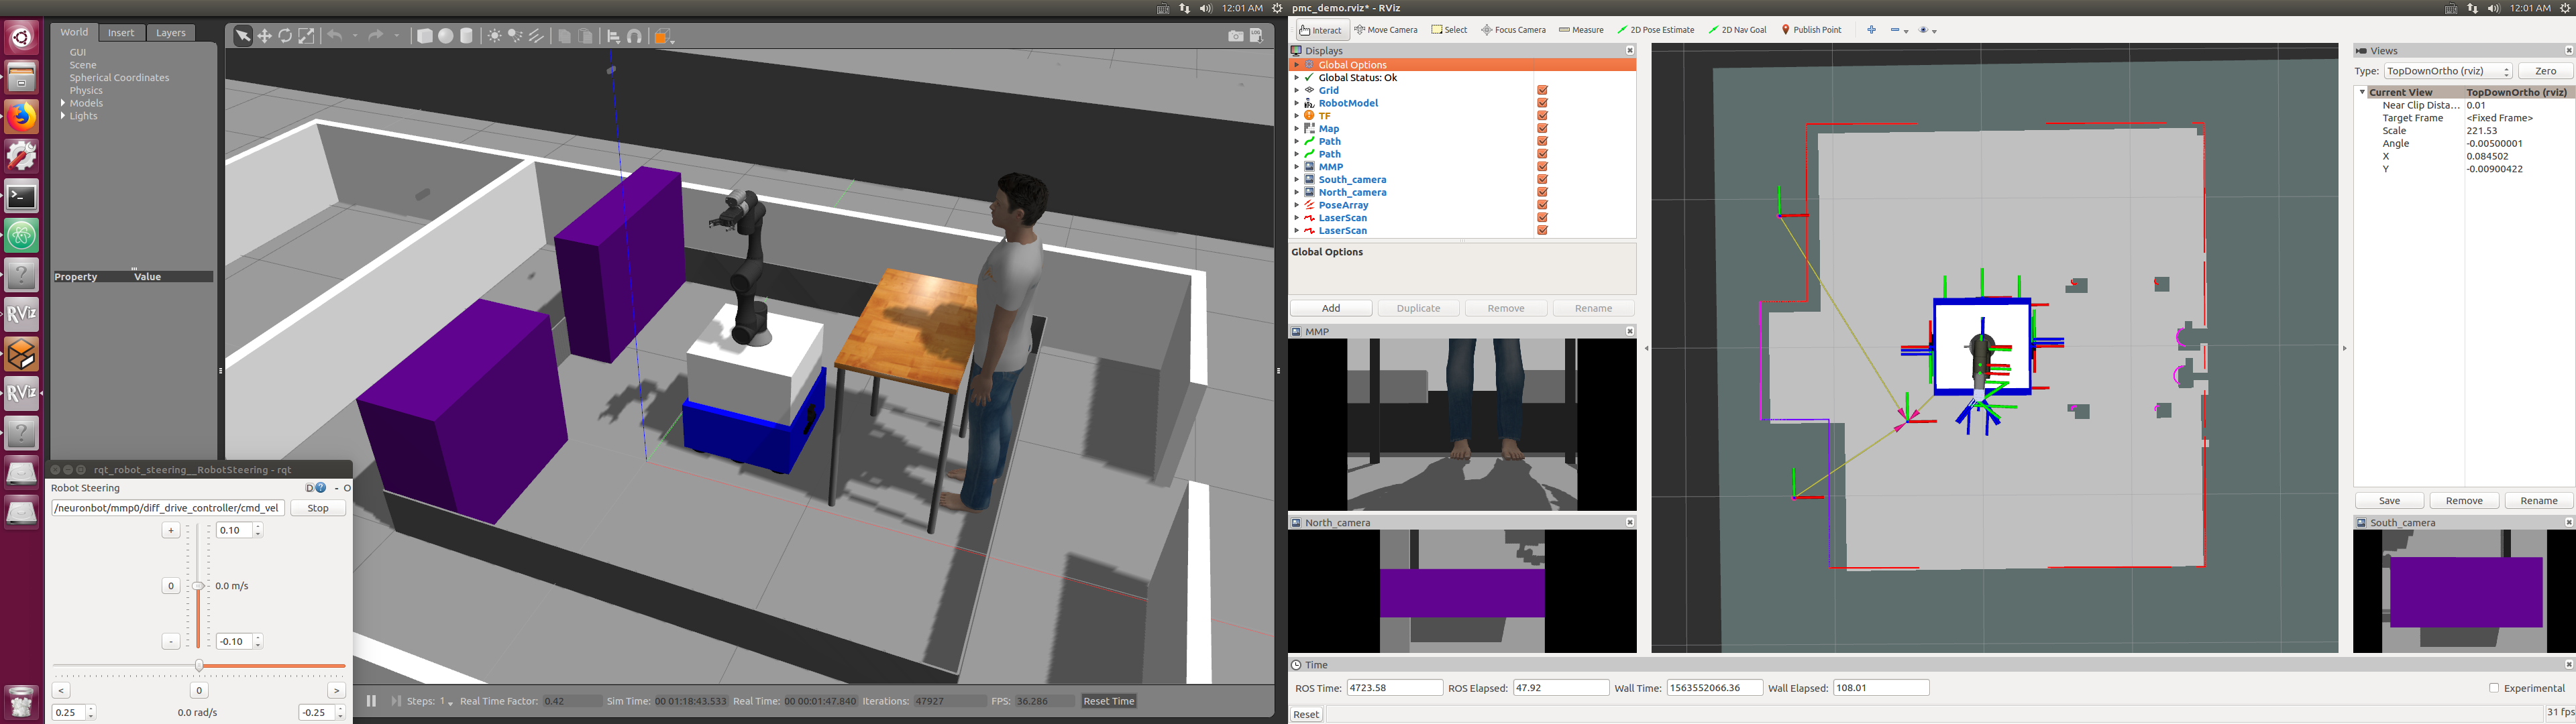 12:01 AM
World Insert Layers
GUI
Scene
Spherical Coordinates
Physics
Models
Lights
Property Value
RViz
RViz
rqt_robot_steering__RobotSteering - rqt
Robot Steering D ? - O
/neuronbot/mmp0/diff_drive_controller/cmd_vel Stop
+ 0.10
0 0.0 m/s
- -0.10
< 0 >
0.25 0.0 rad/s -0.25
Steps: 1 Real Time Factor: 0.42 Sim Time: 00 01:18:43.533 Real Time: 00 00:01:47.840 Iterations: 47927 FPS: 36.286 Reset Time
pmc_demo.rviz* - RViz 12:01 AM
Interact Move Camera Select Focus Camera Measure 2D Pose Estimate 2D Nav Goal Publish Point
Displays
Global Options
Global Status: Ok
Grid
RobotModel
TF
Map
Path
Path
MMP
South_camera
North_camera
PoseArray
LaserScan
LaserScan
Global Options
Add Duplicate Remove Rename
MMP
North_camera
Views
Type: TopDownOrtho (rviz) Zero
Current View TopDownOrtho (rviz)
Near Clip Dista... 0.01
Target Frame <Fixed Frame>
Scale 221.53
Angle -0.00500001
X 0.084502
Y -0.00900422
Save Remove Rename
South_camera
Time
ROS Time: 4723.58 ROS Elapsed: 47.92 Wall Time: 1563552066.36 Wall Elapsed: 108.01 Experimental
Reset 31 fps